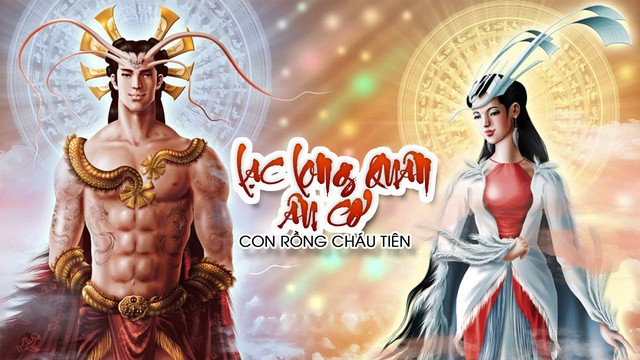 Lạc Long Quân
Âu Cơ
CON RỒNG CHÁU TIÊN